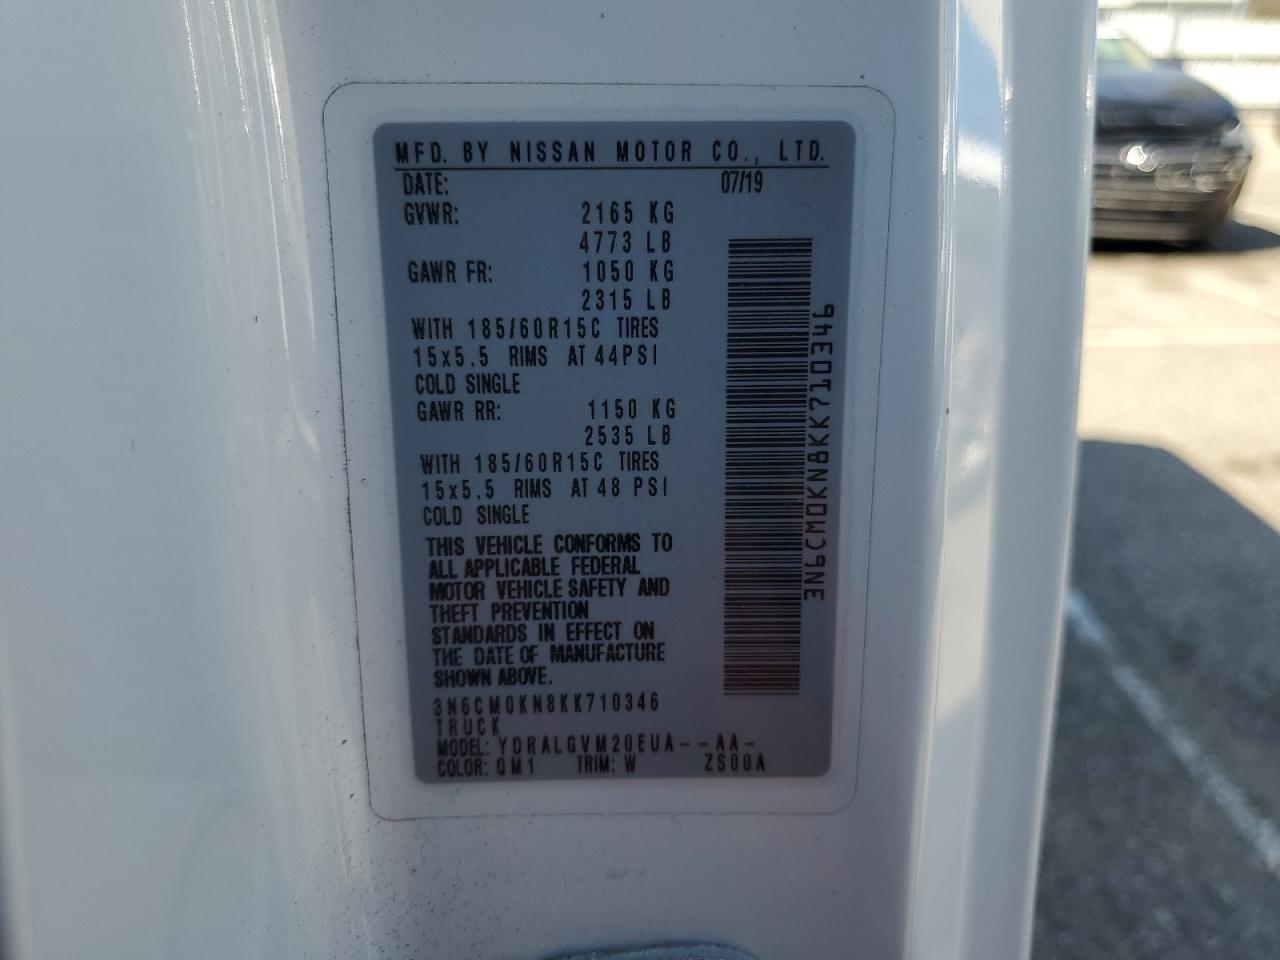 MFD. BY NISSAN MOTOR CO., LTD.
DATE: 07/19
GVWR: 2165 KG
4773 LB
GAWR FR: 1050 KG
2315 LB
WITH 185/60R15C TIRES
15x5.5 RIMS AT 44PSI
COLD SINGLE
GAWR RR: 1150 KG
2535 LB
WITH 185/60R15C TIRES
15x5.5 RIMS AT 48 PSI
COLD SINGLE
THIS VEHICLE CONFORMS TO
ALL APPLICABLE FEDERAL
MOTOR VEHICLE SAFETY AND
THEFT PREVENTION
STANDARDS IN EFFECT ON
THE DATE OF MANUFACTURE
SHOWN ABOVE.
3N6CM0KN8KK710346
TRUCK
MODEL: YDRALGVM20EUA--AA-
COLOR: QM1 TRIM: W ZS00A
3N6CM0KN8KK710346